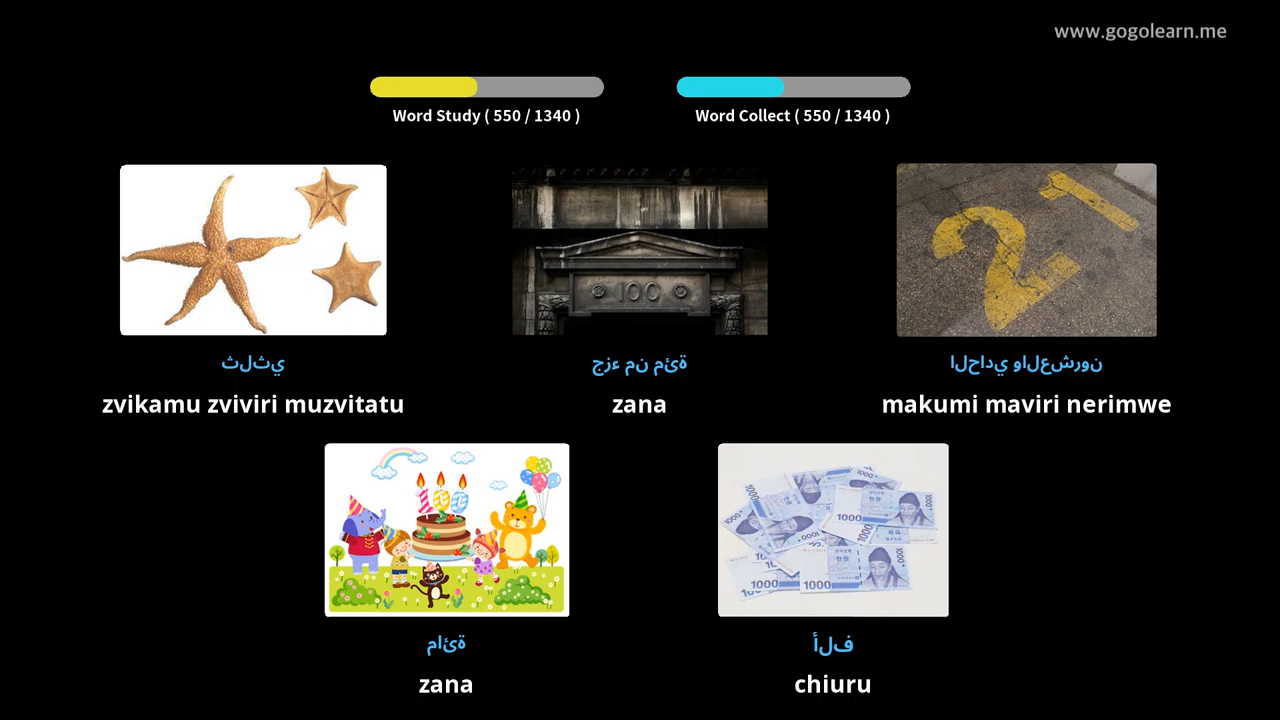 www.gogolearn.me
Word Study ( 550 / 1340 )
Word Collect ( 550 / 1340 )
ثلثي
جزء من مئة
الحادي والعشرون
zvikamu zviviri muzvitatu
zana
makumi maviri nerimwe
مائة
ألف
zana
chiuru